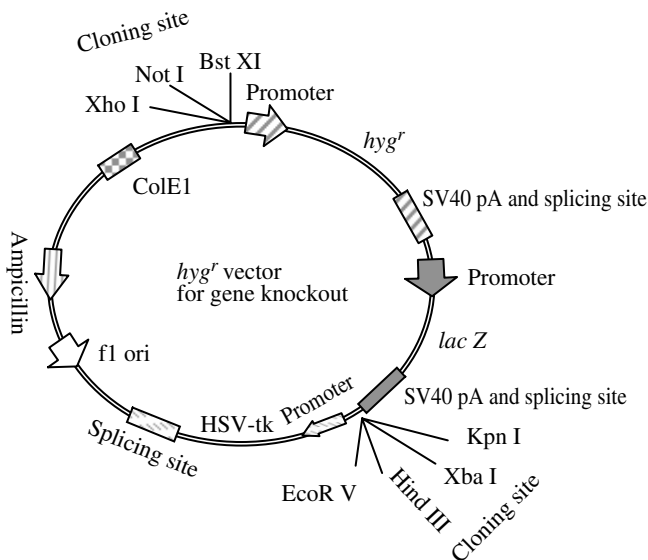 Cloning site
Bst XI
Not I
Xho I
Promoter
hygʳ
ColE1
SV40 pA and splicing site
Ampicillin
hygʳ vector
for gene knockout
Promoter
lac Z
f1 ori
SV40 pA and splicing site
Promoter
HSV-tk
Splicing site
Kpn I
Xba I
Hind III
EcoR V
Cloning site